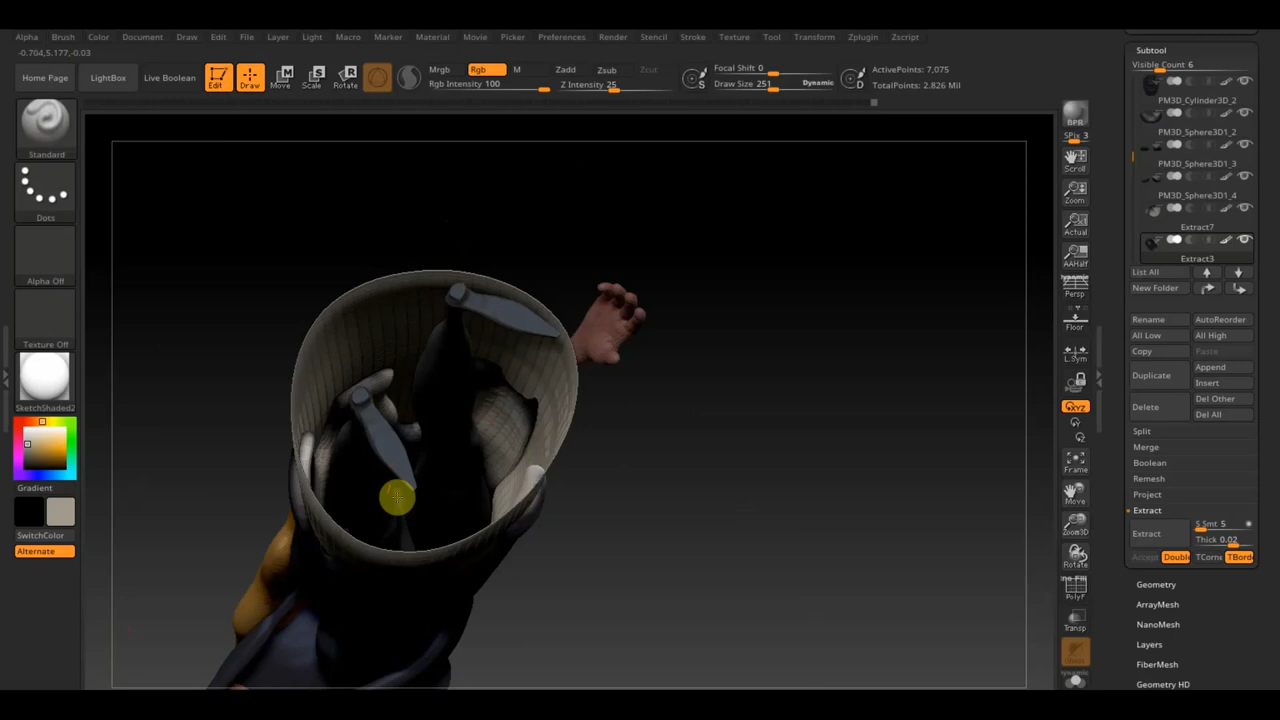 Alpha Brush Color Document Draw Edit File Layer Light Macro Marker Material Movie Picker Preferences Render Stencil Stroke Texture Tool Transform Zplugin Zscript
-0.704,5.177,-0.03
Home Page LightBox Live Boolean Edit Draw Move Scale Rotate
Mrgb Rgb M Zadd Zsub Zcut
Rgb Intensity 100 Z Intensity 25
Focal Shift 0
Draw Size 251 Dynamic
ActivePoints: 7,075
TotalPoints: 2.826 Mil
Standard
Dots
Alpha Off
Texture Off
SketchShaded2
Gradient
SwitchColor
Alternate
BPR
SPix 3
Scroll
Zoom
Actual
AAHalf
Dynamic
Persp
Floor
L.Sym
XYZ
Frame
Move
Zoom3D
Rotate
PolyF
Transp
Dynamic
Subtool
Visible Count 6
PM3D_Cylinder3D_2
PM3D_Sphere3D1_2
PM3D_Sphere3D1_3
PM3D_Sphere3D1_4
Extract7
Extract3
List All
New Folder
Rename AutoReorder
All Low All High
Copy Paste
Duplicate Append
Insert
Delete Del Other
Del All
Split
Merge
Boolean
Remesh
Project
Extract
Extract S Smt 5
Thick 0.02
Accept Double TCorne TBorde
Geometry
ArrayMesh
NanoMesh
Layers
FiberMesh
Geometry HD